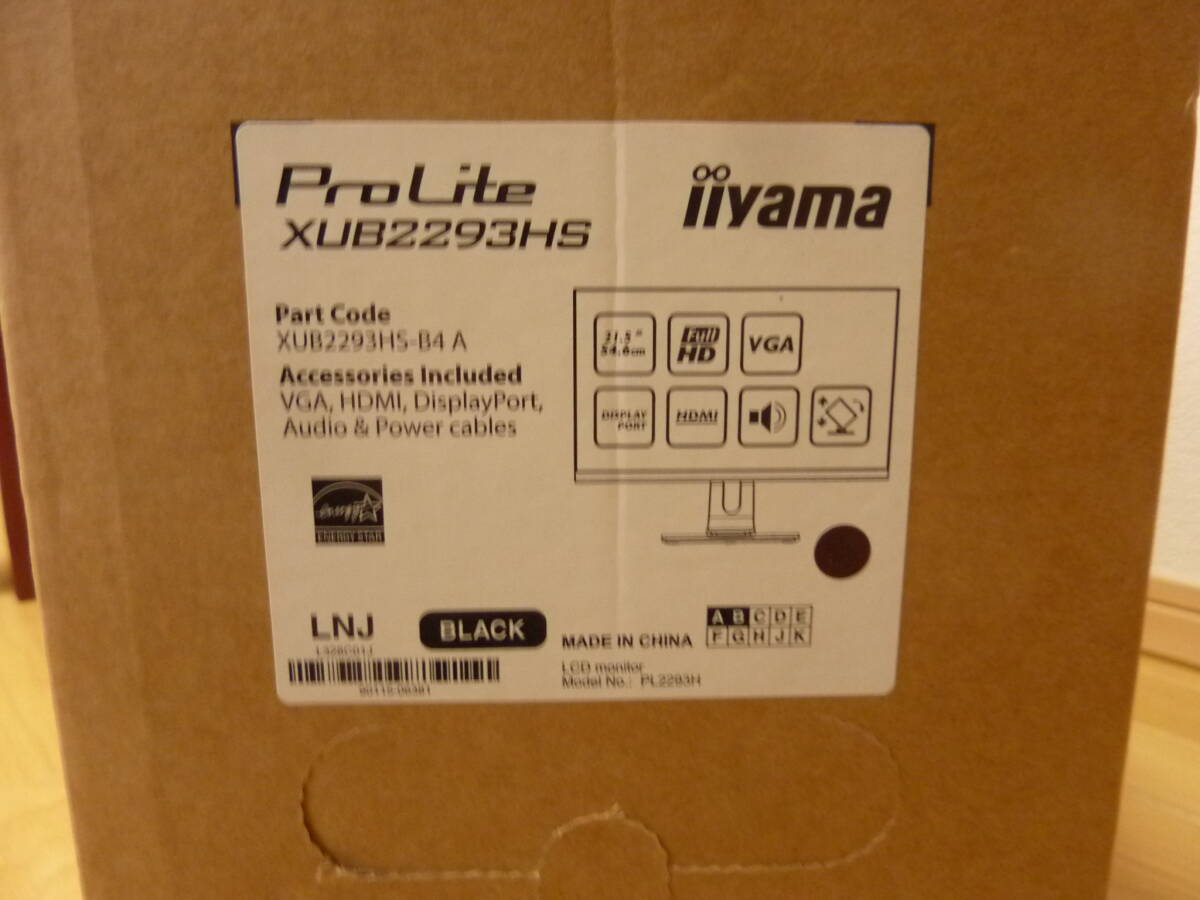 ProLite
iiyama
XUB2293HS
Part Code
XUB2293HS-B4 A
Accessories Included
VGA, HDMI, DisplayPort,
Audio & Power cables
21.5"
54.6cm
Full
HD
VGA
DISPLAY
PORT
HDMI
energy
ENERGY STAR
LNJ
BLACK
MADE IN CHINA
A B C D E
F G H J K
LCD monitor
Model No.: PL2293H